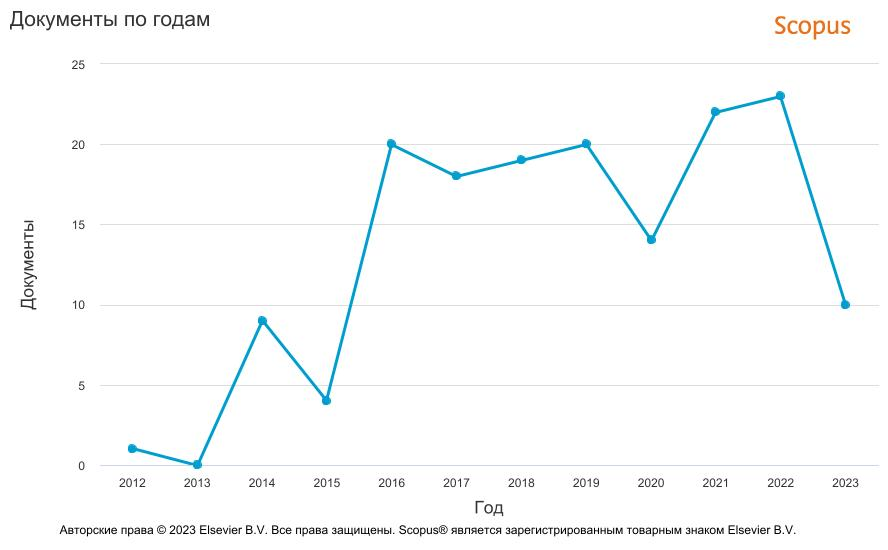 Документы по годам
Scopus
25
20
15
10
5
0
Документы
2012 2013 2014 2015 2016 2017 2018 2019 2020 2021 2022 2023
Год
Авторские права © 2023 Elsevier B.V. Все права защищены. Scopus® является зарегистрированным товарным знаком Elsevier B.V.